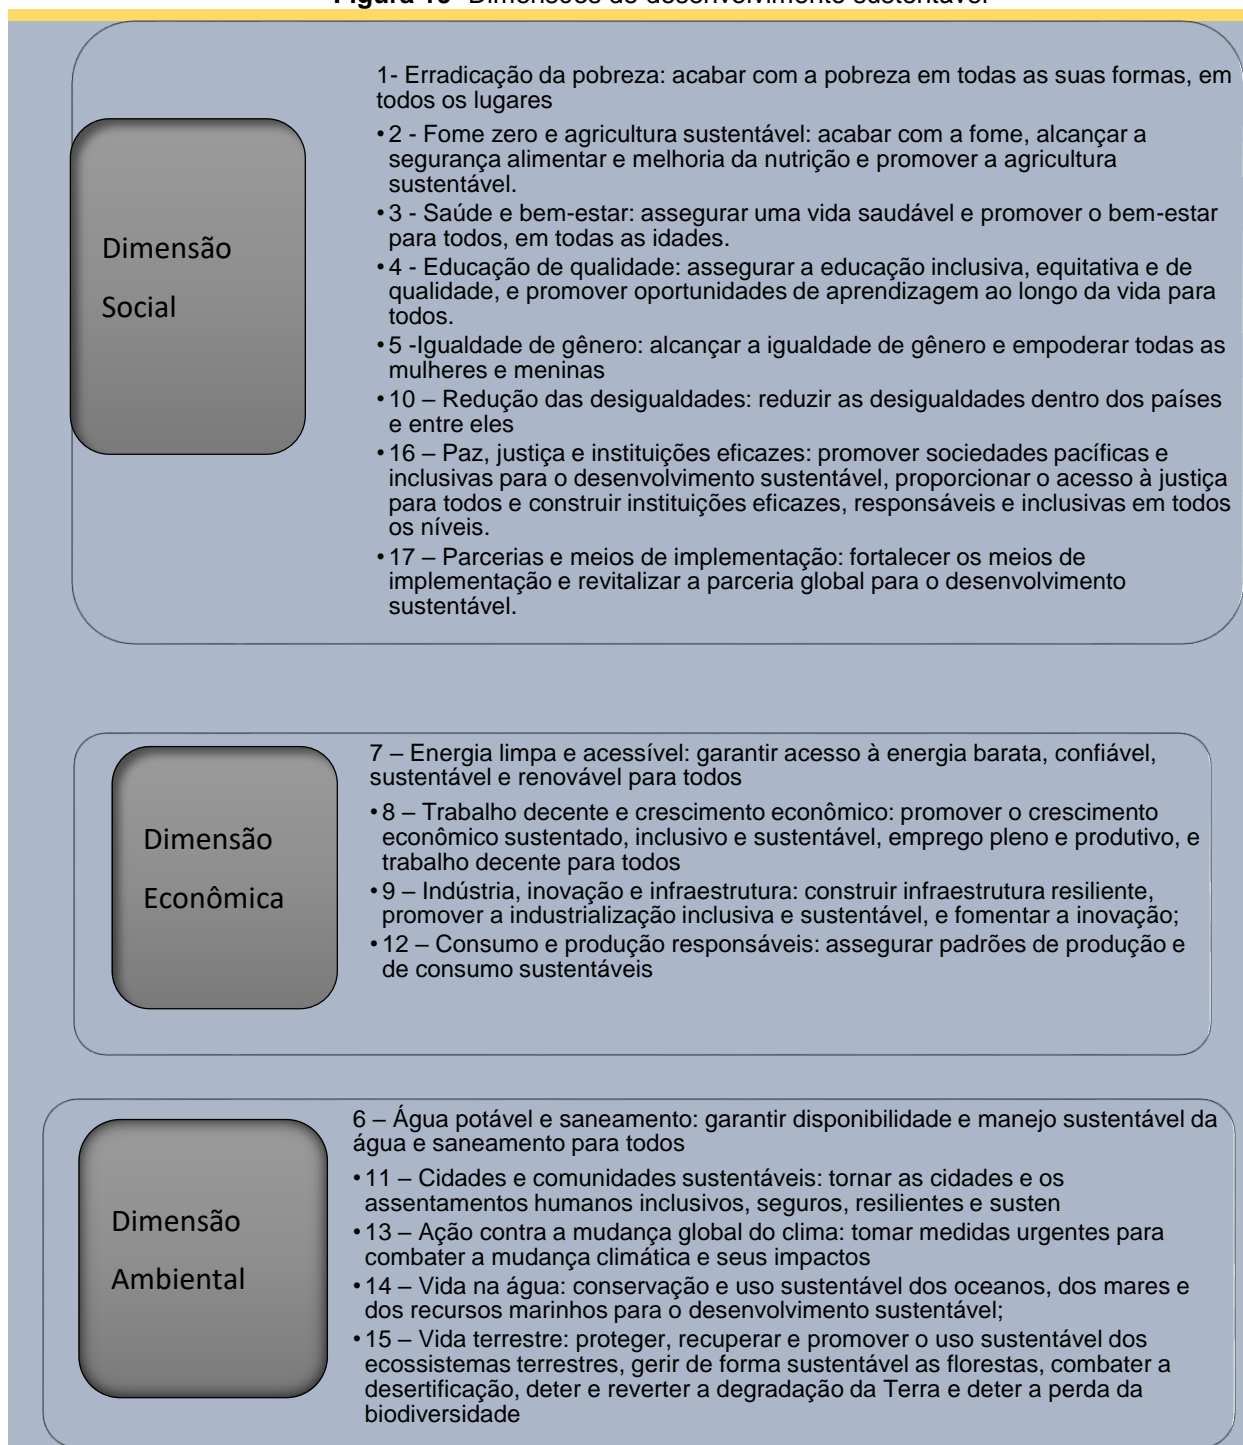 Dimensões do desenvolvimento sustentável
1- Erradicação da pobreza: acabar com a pobreza em todas as suas formas, em
todos os lugares
• 2 - Fome zero e agricultura sustentável: acabar com a fome, alcançar a
segurança alimentar e melhoria da nutrição e promover a agricultura
sustentável.
• 3 - Saúde e bem-estar: assegurar uma vida saudável e promover o bem-estar
para todos, em todas as idades.
• 4 - Educação de qualidade: assegurar a educação inclusiva, equitativa e de
qualidade, e promover oportunidades de aprendizagem ao longo da vida para
todos.
• 5 -Igualdade de gênero: alcançar a igualdade de gênero e empoderar todas as
mulheres e meninas
• 10 – Redução das desigualdades: reduzir as desigualdades dentro dos países
e entre eles
• 16 – Paz, justiça e instituições eficazes: promover sociedades pacíficas e
inclusivas para o desenvolvimento sustentável, proporcionar o acesso à justiça
para todos e construir instituições eficazes, responsáveis e inclusivas em todos
os níveis.
• 17 – Parcerias e meios de implementação: fortalecer os meios de
implementação e revitalizar a parceria global para o desenvolvimento
sustentável.
Dimensão
Social
7 – Energia limpa e acessível: garantir acesso à energia barata, confiável,
sustentável e renovável para todos
• 8 – Trabalho decente e crescimento econômico: promover o crescimento
econômico sustentado, inclusivo e sustentável, emprego pleno e produtivo, e
trabalho decente para todos
• 9 – Indústria, inovação e infraestrutura: construir infraestrutura resiliente,
promover a industrialização inclusiva e sustentável, e fomentar a inovação;
• 12 – Consumo e produção responsáveis: assegurar padrões de produção e
de consumo sustentáveis
Dimensão
Econômica
6 – Água potável e saneamento: garantir disponibilidade e manejo sustentável da
água e saneamento para todos
• 11 – Cidades e comunidades sustentáveis: tornar as cidades e os
assentamentos humanos inclusivos, seguros, resilientes e susten
• 13 – Ação contra a mudança global do clima: tomar medidas urgentes para
combater a mudança climática e seus impactos
• 14 – Vida na água: conservação e uso sustentável dos oceanos, dos mares e
dos recursos marinhos para o desenvolvimento sustentável;
• 15 – Vida terrestre: proteger, recuperar e promover o uso sustentável dos
ecossistemas terrestres, gerir de forma sustentável as florestas, combater a
desertificação, deter e reverter a degradação da Terra e deter a perda da
biodiversidade
Dimensão
Ambiental